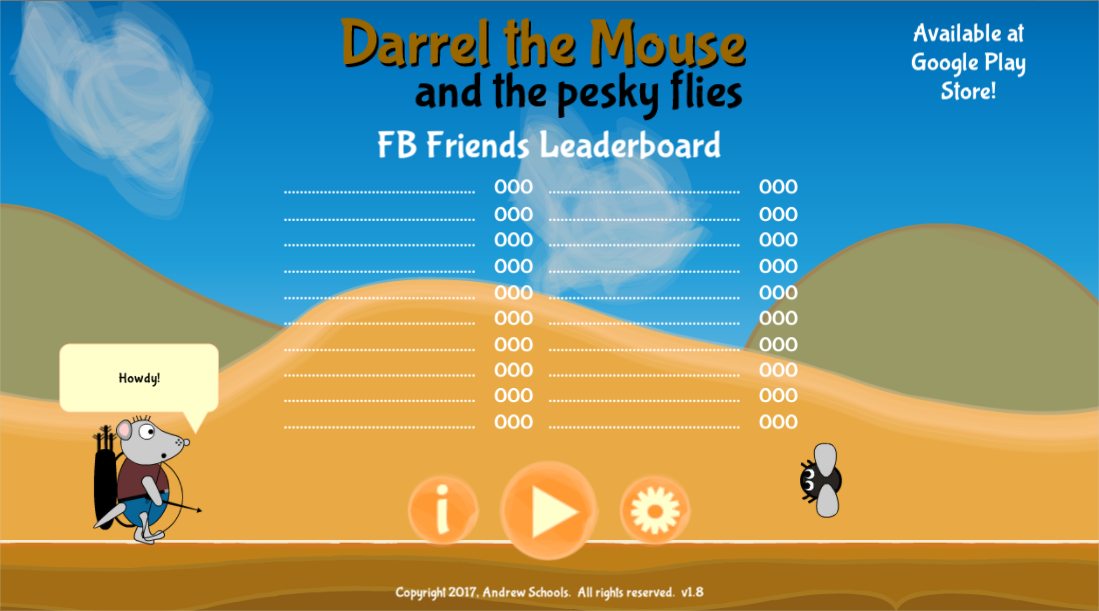 Darrel the Mouse
and the pesky flies
Available at
Google Play
Store!
FB Friends Leaderboard
........................................ 000 ........................................ 000
........................................ 000 ........................................ 000
........................................ 000 ........................................ 000
........................................ 000 ........................................ 000
........................................ 000 ........................................ 000
........................................ 000 ........................................ 000
........................................ 000 ........................................ 000
........................................ 000 ........................................ 000
........................................ 000 ........................................ 000
........................................ 000 ........................................ 000
Howdy!
i
Copyright 2017, Andrew Schools. All rights reserved. v1.8